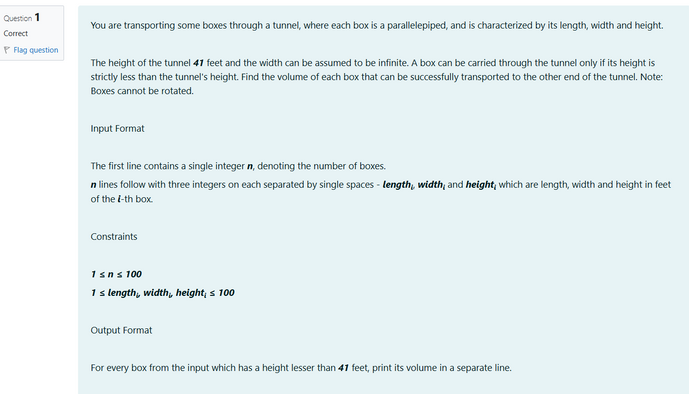 Question 1
Correct
Flag question
You are transporting some boxes through a tunnel, where each box is a parallelepiped, and is characterized by its length, width and height.
The height of the tunnel 41 feet and the width can be assumed to be infinite. A box can be carried through the tunnel only if its height is
strictly less than the tunnel's height. Find the volume of each box that can be successfully transported to the other end of the tunnel. Note:
Boxes cannot be rotated.
Input Format
The first line contains a single integer n, denoting the number of boxes.
n lines follow with three integers on each separated by single spaces - lengthᵢ, widthᵢ and heightᵢ which are length, width and height in feet
of the i-th box.
Constraints
1 ≤ n ≤ 100
1 ≤ lengthᵢ, widthᵢ, heightᵢ ≤ 100
Output Format
For every box from the input which has a height lesser than 41 feet, print its volume in a separate line.